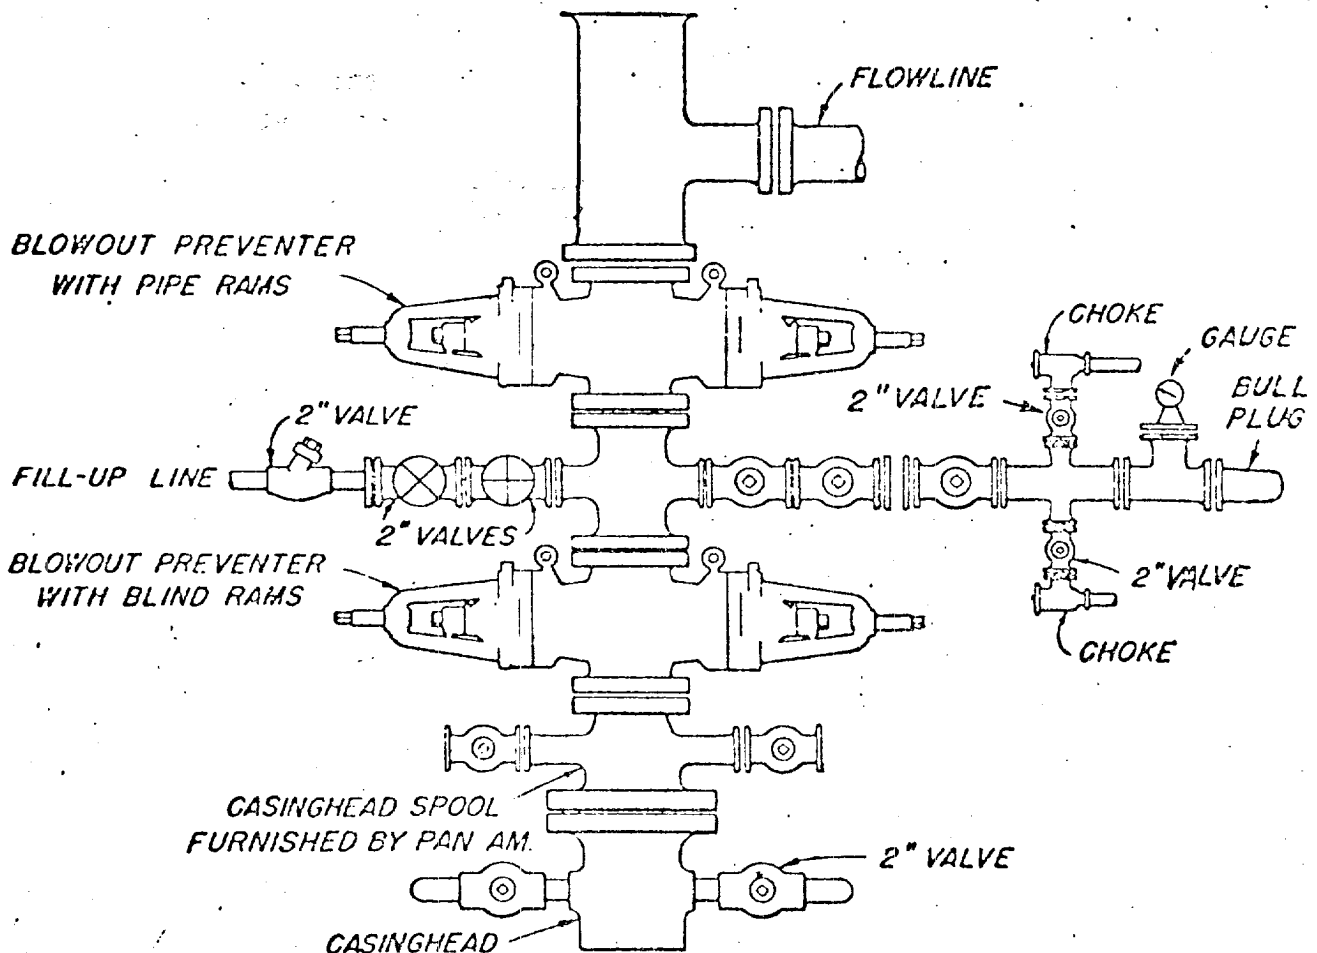 FLOWLINE
BLOWOUT PREVENTER
WITH PIPE RAMS
CHOKE
GAUGE
2" VALVE
BULL
PLUG
2" VALVE
FILL-UP LINE
2" VALVES
BLOWOUT PREVENTER
WITH BLIND RAMS
2" VALVE
CHOKE
CASINGHEAD SPOOL
FURNISHED BY PAN AM.
2" VALVE
CASINGHEAD